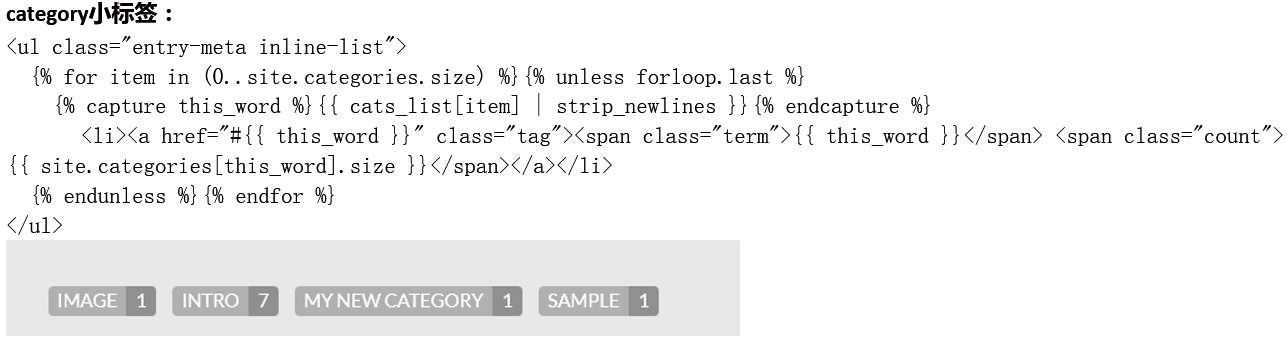 category小标签：
<ul class="entry-meta inline-list">
  {% for item in (0..site.categories.size) %}{% unless forloop.last %}
    {% capture this_word %}{{ cats_list[item] | strip_newlines }}{% endcapture %}
      <li><a href="#{{ this_word }}" class="tag"><span class="term">{{ this_word }}</span> <span class="count">
{{ site.categories[this_word].size }}</span></a></li>
  {% endunless %}{% endfor %}
</ul>
IMAGE 1 INTRO 7 MY NEW CATEGORY 1 SAMPLE 1